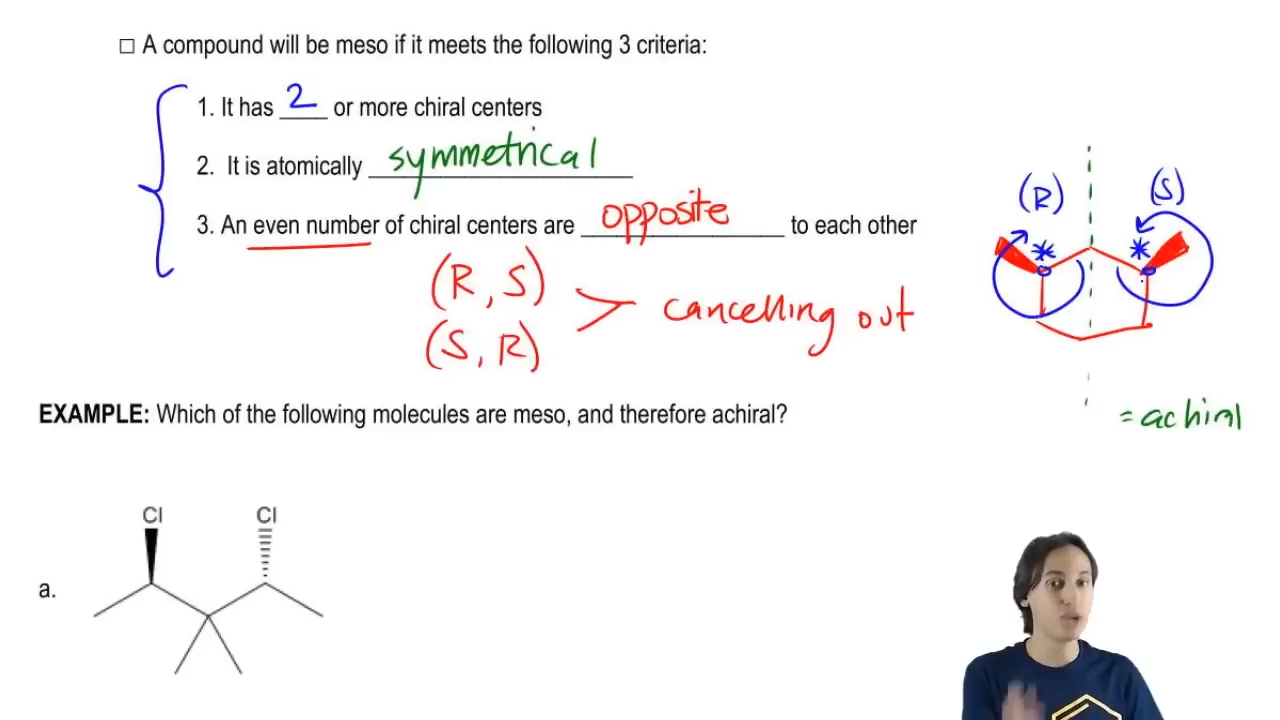 □ A compound will be meso if it meets the following 3 criteria:
1. It has 2 or more chiral centers
2. It is atomically symmetrical
3. An even number of chiral centers are opposite to each other
(R) (S)
(R, S)
(S, R) > cancelling out
EXAMPLE: Which of the following molecules are meso, and therefore achiral?
= achiral
Cl Cl
a.